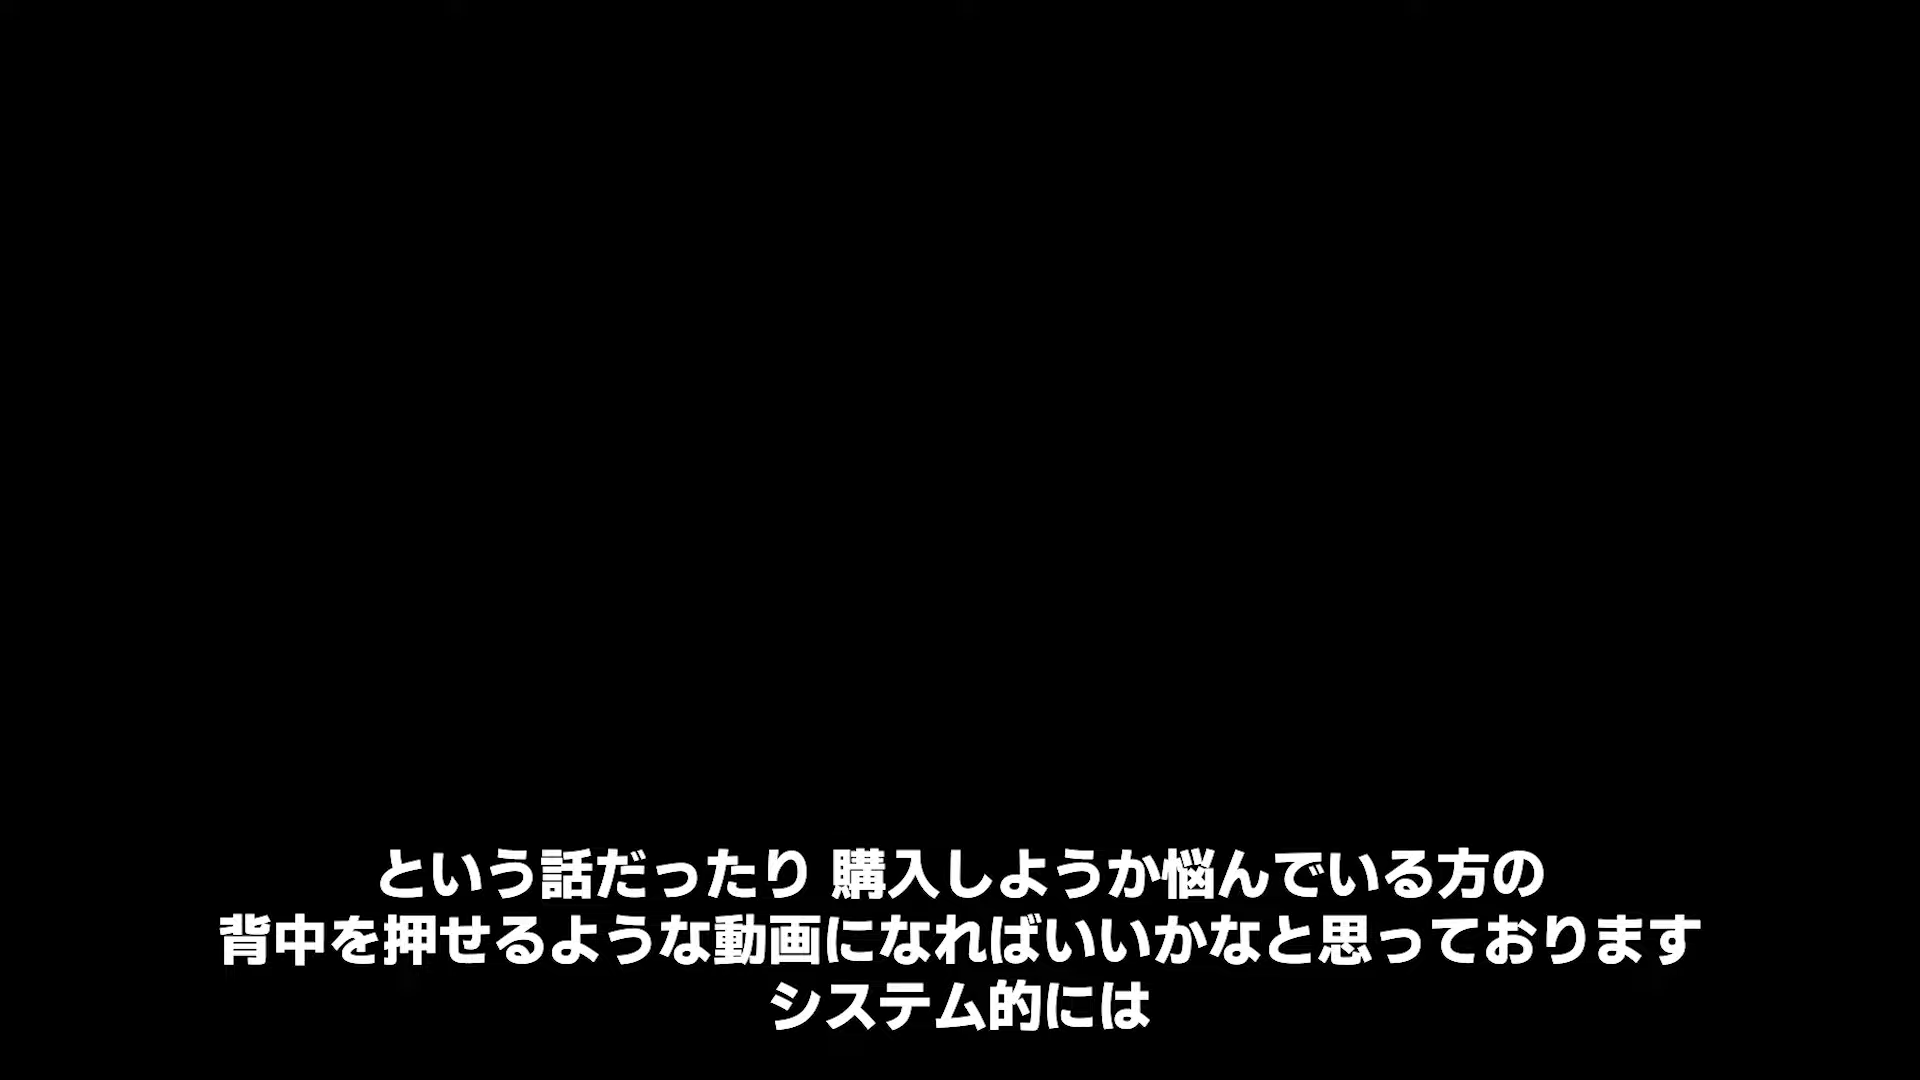 という話だったり 購入しようか悩んでいる方の
背中を押せるような動画になればいいかなと思っております
システム的には